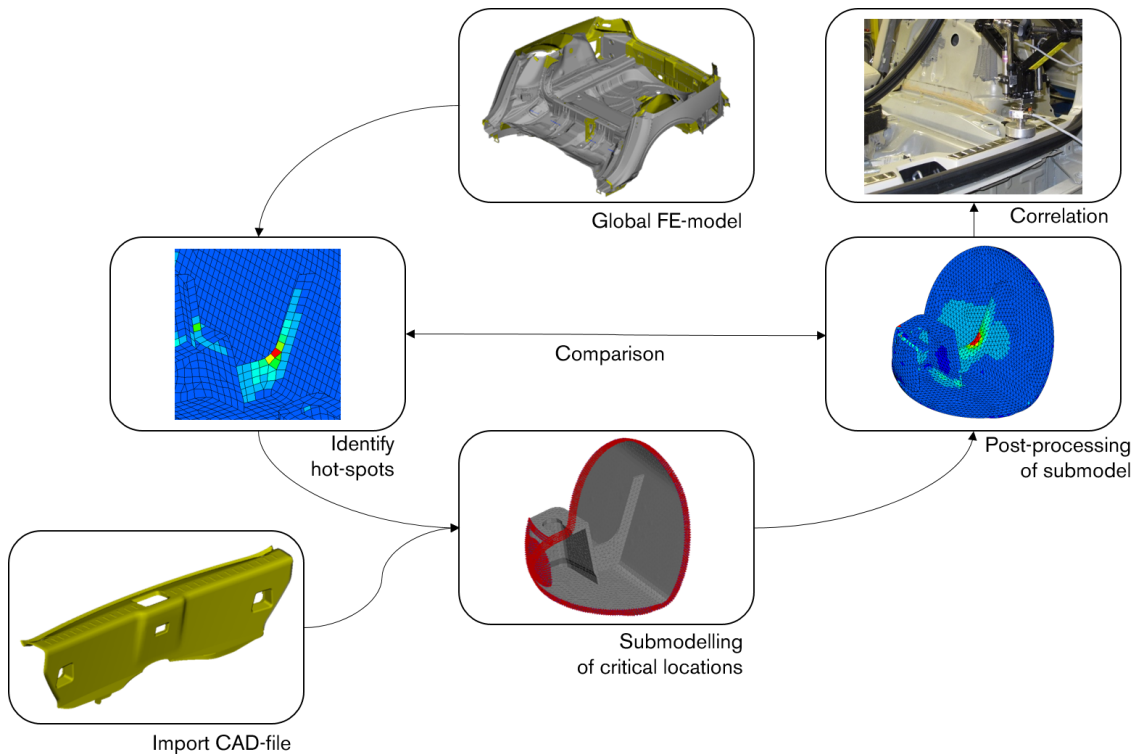 Global FE-model
Correlation
Comparison
Identify
hot-spots
Post-processing
of submodel
Submodelling
of critical locations
Import CAD-file